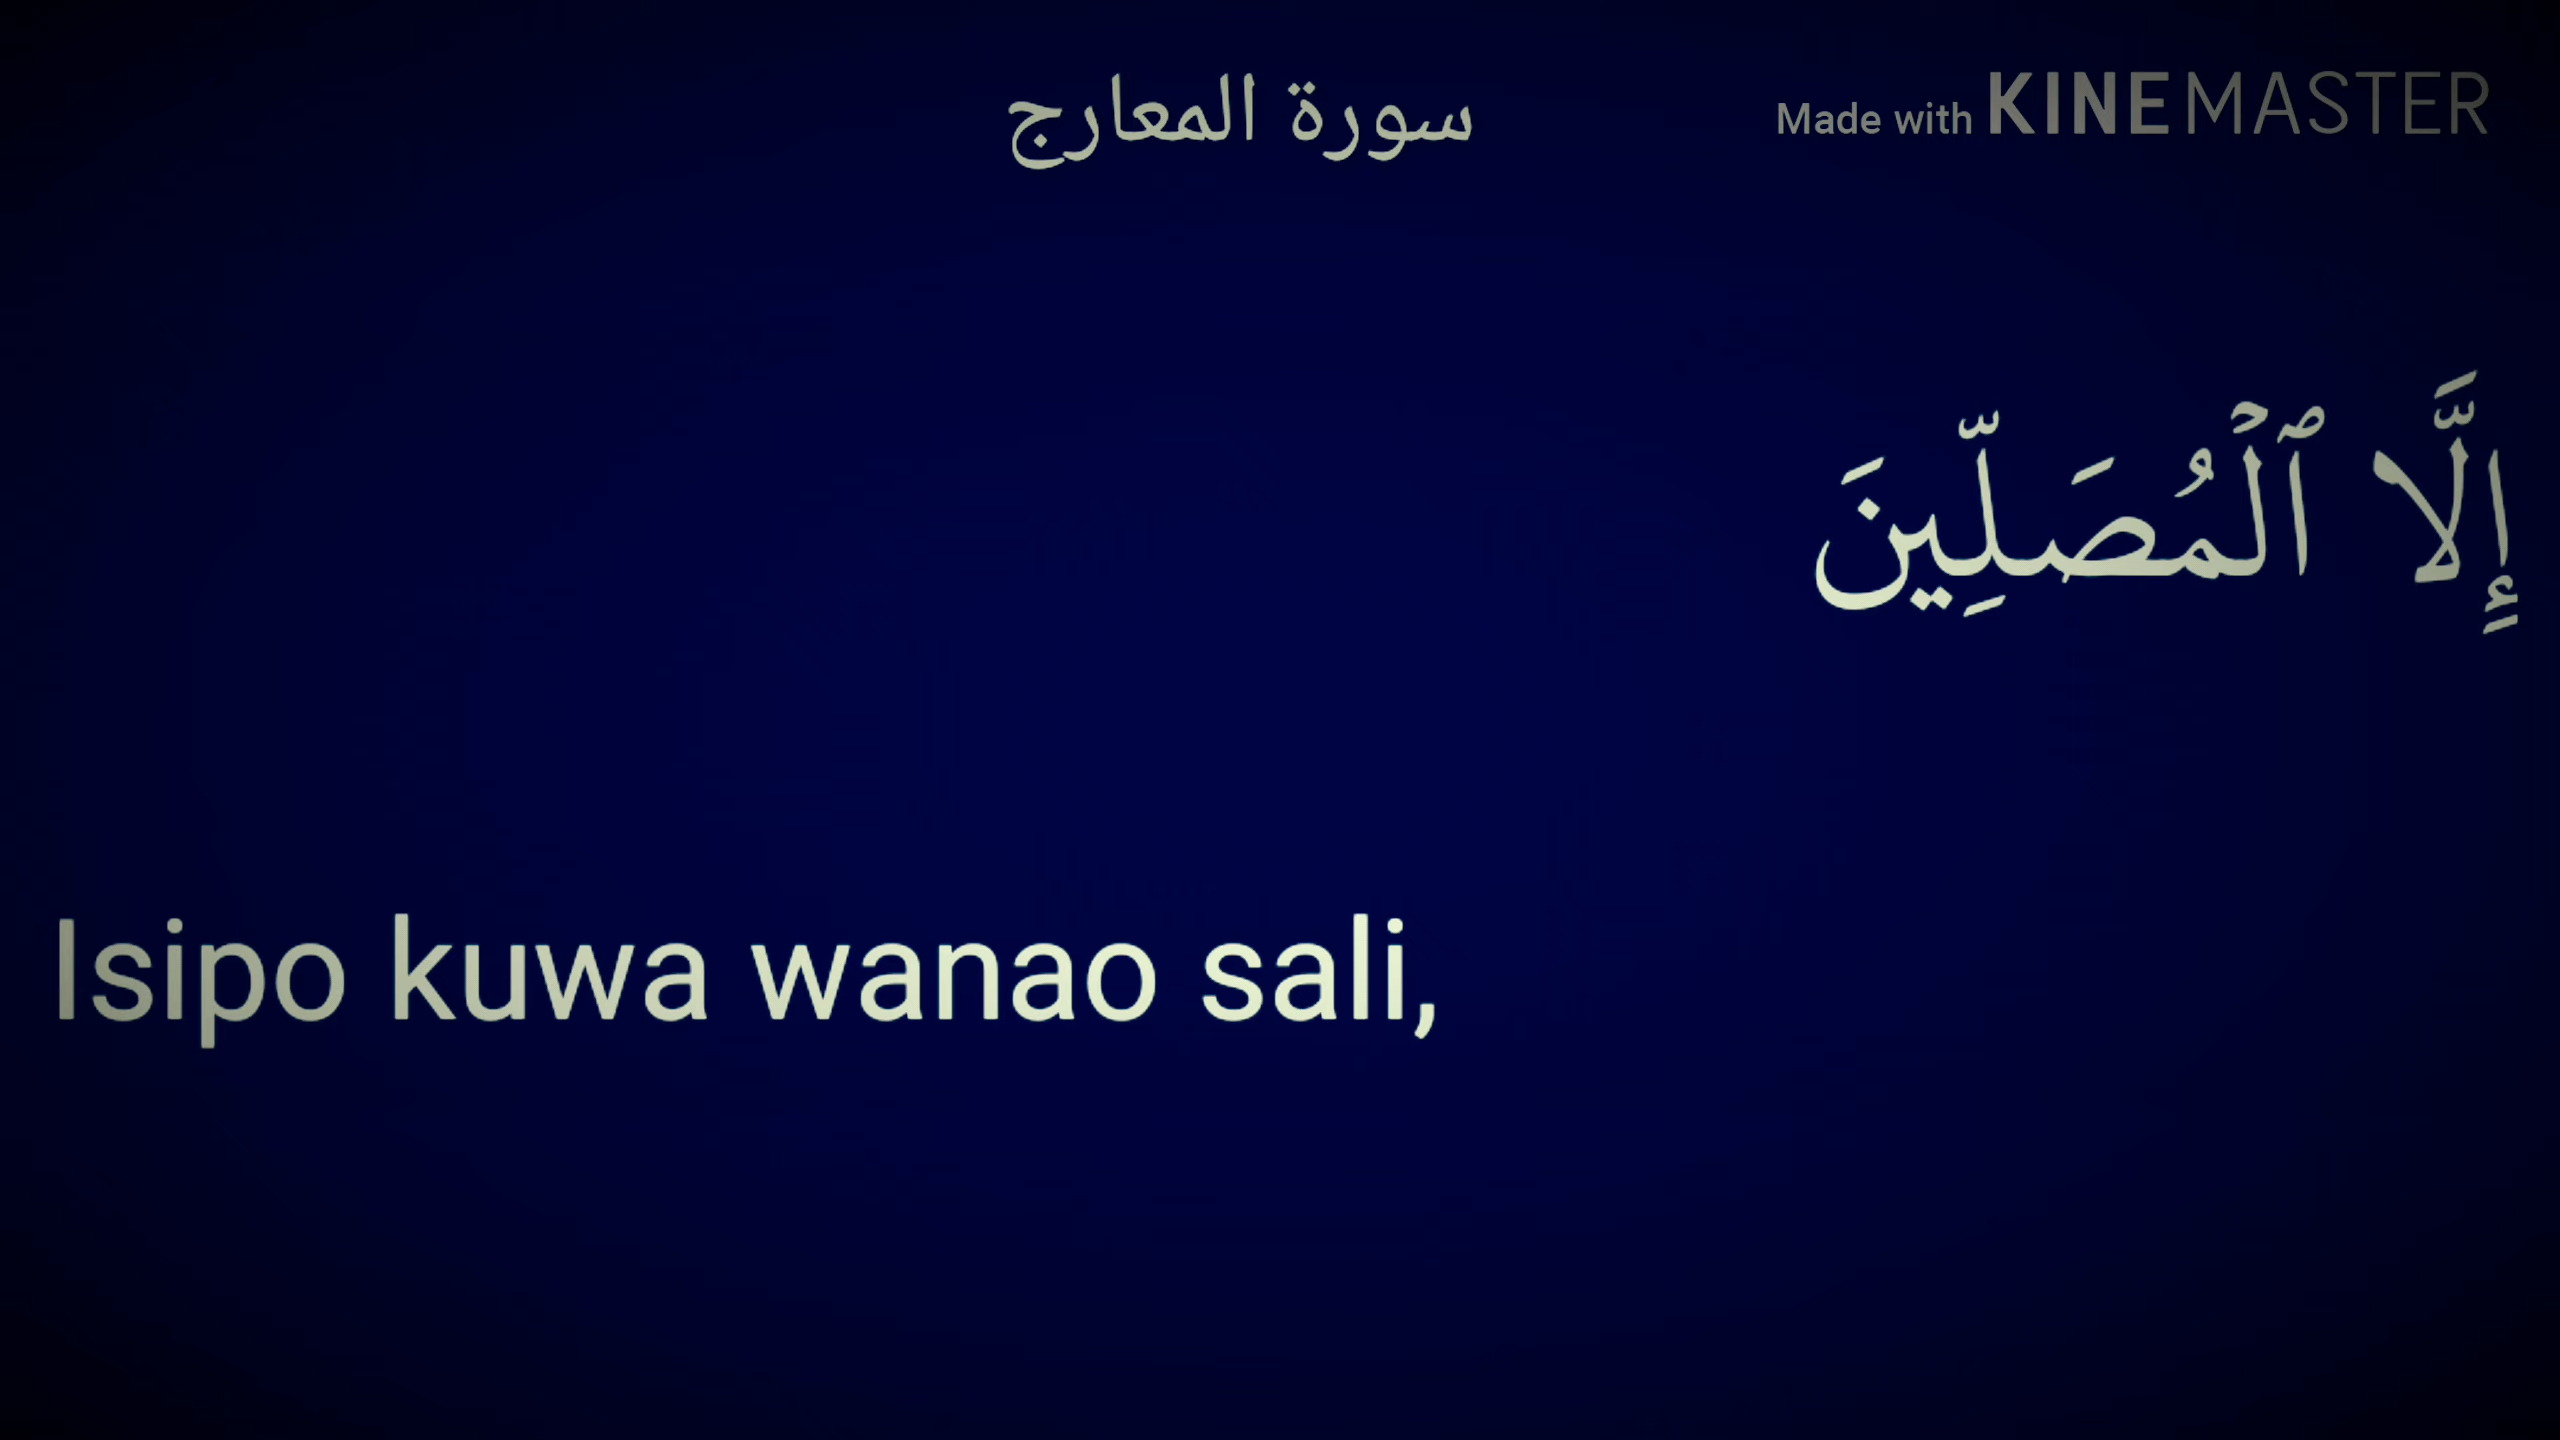 سورة المعارج
Made with KINEMASTER
إِلَّا ٱلۡمُصَلِّينَ
Isipo kuwa wanao sali,